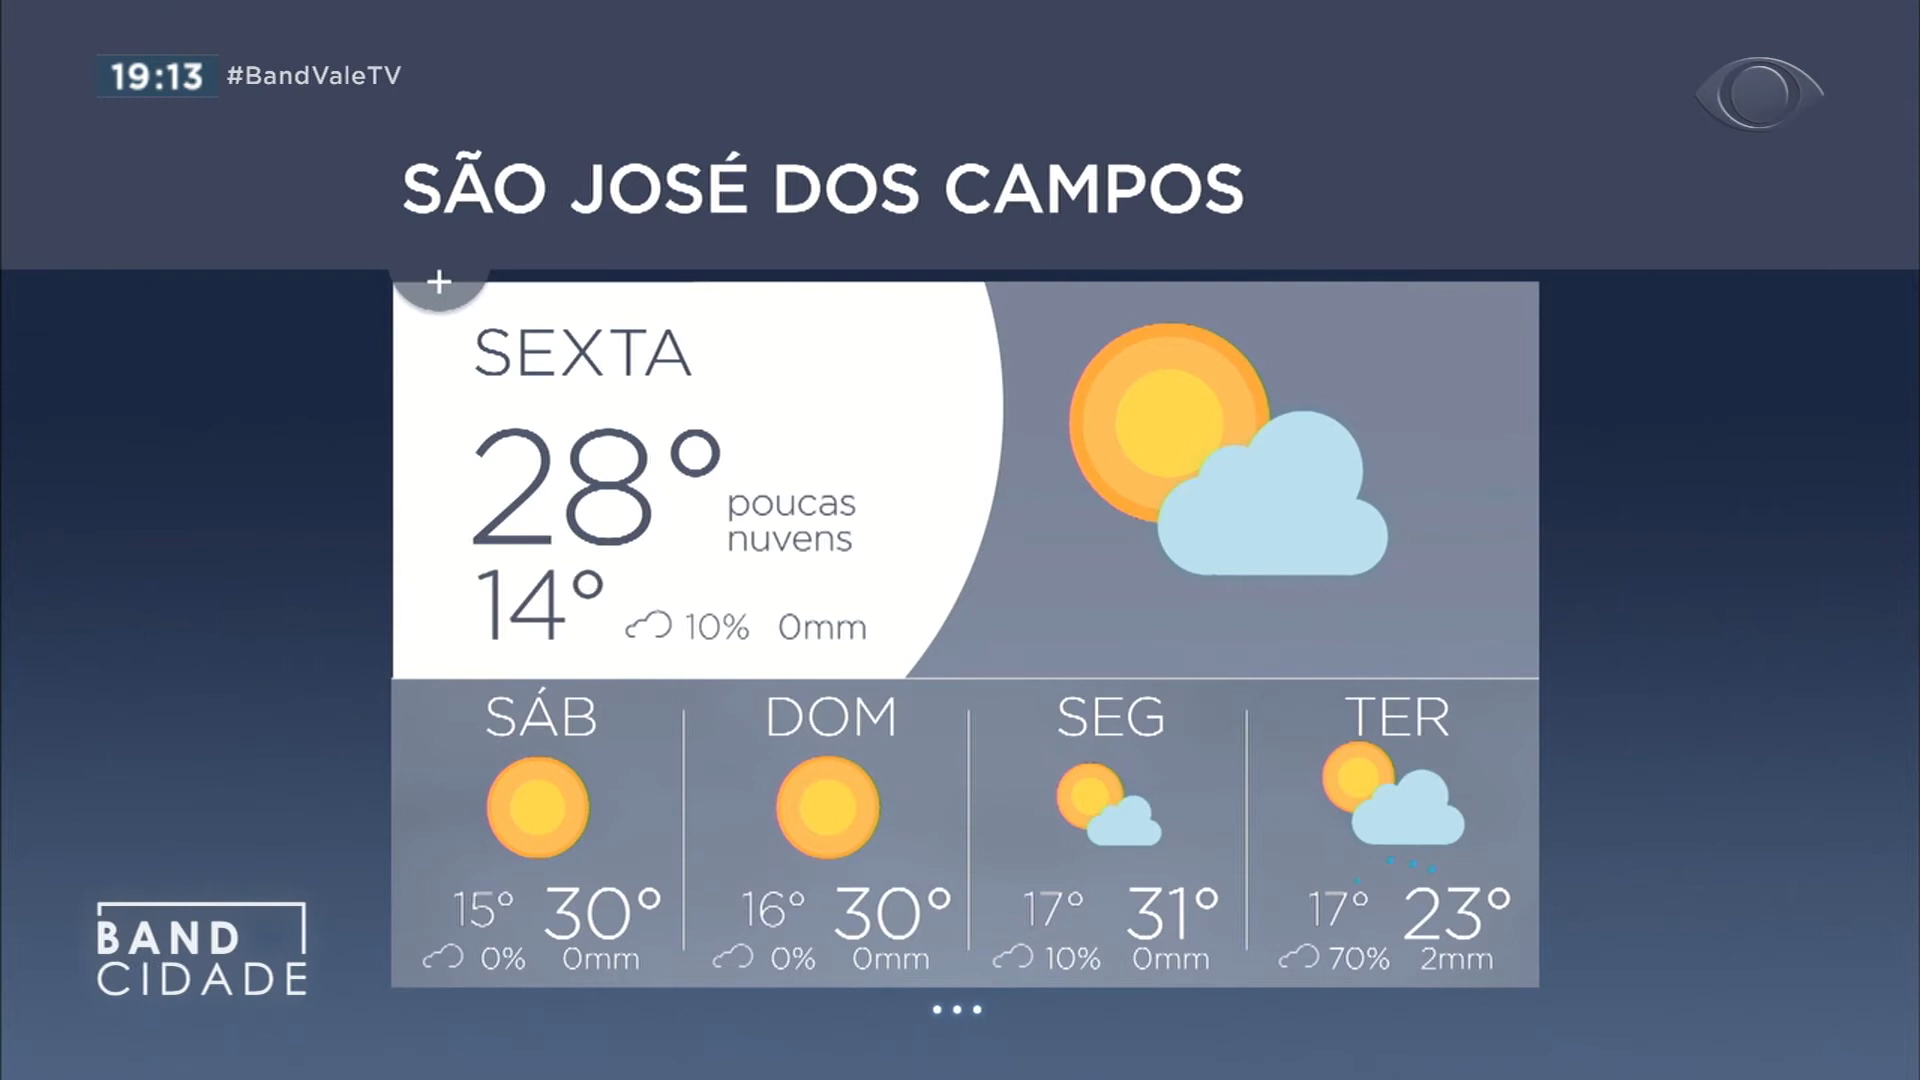 19:13 #BandValeTV
SÃO JOSÉ DOS CAMPOS
+
SEXTA
28°
poucas
nuvens
14° 10% 0mm
SÁB DOM SEG TER
15° 30° 16° 30° 17° 31° 17° 23°
0% 0mm 0% 0mm 10% 0mm 70% 2mm
BAND
CIDADE